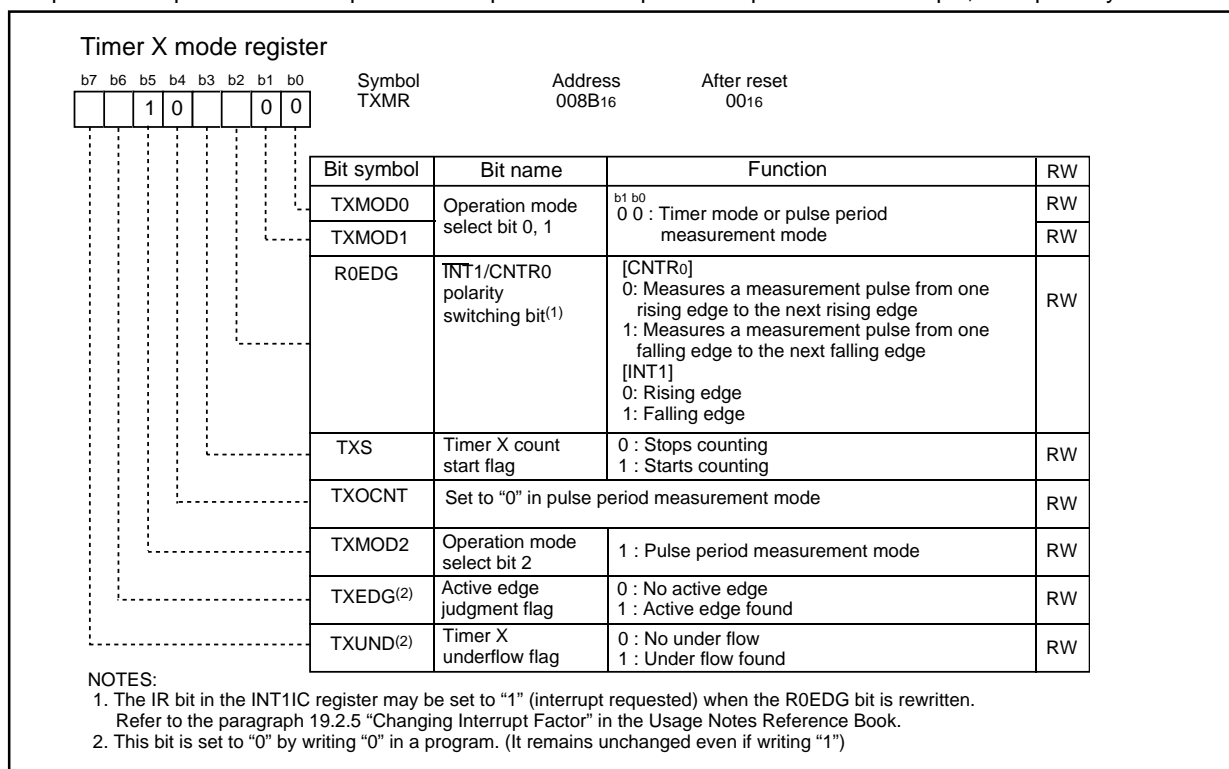 Timer X mode register
b7 b6 b5 b4 b3 b2 b1 b0 Symbol Address After reset
1 0 0 0 TXMR 008B16 0016
Bit symbol Bit name Function RW
TXMOD0 Operation mode select bit 0, 1 b1 b0 RW
0 0 : Timer mode or pulse period
TXMOD1 measurement mode RW
R0EDG INT1/CNTR0 [CNTR0] RW
polarity 0: Measures a measurement pulse from one
switching bit(1) rising edge to the next rising edge
1: Measures a measurement pulse from one
falling edge to the next falling edge
[INT1]
0: Rising edge
1: Falling edge
TXS Timer X count 0 : Stops counting RW
start flag 1 : Starts counting
TXOCNT Set to “0” in pulse period measurement mode RW
TXMOD2 Operation mode 1 : Pulse period measurement mode RW
select bit 2
TXEDG(2) Active edge 0 : No active edge RW
judgment flag 1 : Active edge found
TXUND(2) Timer X 0 : No under flow RW
underflow flag 1 : Under flow found
NOTES:
1. The IR bit in the INT1IC register may be set to “1” (interrupt requested) when the R0EDG bit is rewritten.
Refer to the paragraph 19.2.5 “Changing Interrupt Factor” in the Usage Notes Reference Book.
2. This bit is set to “0” by writing “0” in a program. (It remains unchanged even if writing “1”)